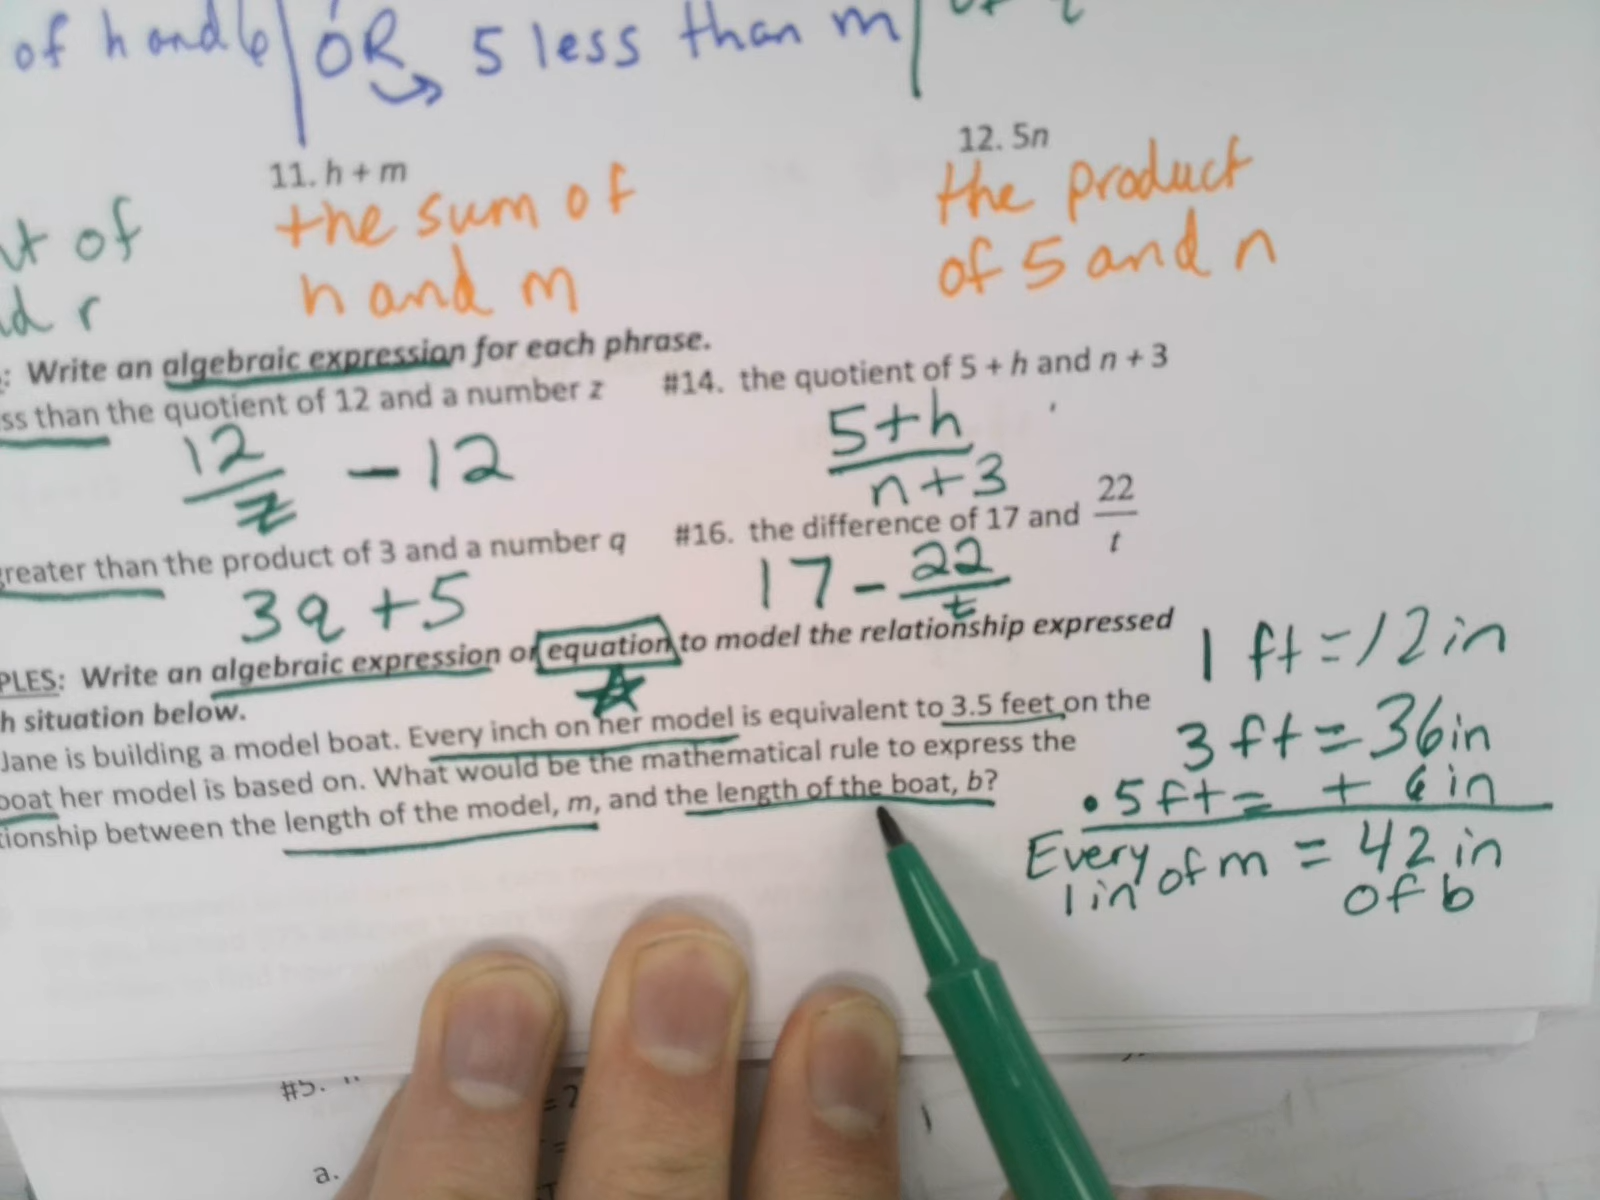 of h and 6 OR 5 less than m
11. h + m
the sum of
h and m
12. 5n
the product
of 5 and n
of
r
Write an algebraic expression for each phrase.
than the quotient of 12 and a number z
12/z - 12
#14. the quotient of 5 + h and n + 3
5+h
n+3
greater than the product of 3 and a number q
3q +5
#16. the difference of 17 and 22/t
17 - 22/t
Write an algebraic expression or equation to model the relationship expressed
situation below.
Jane is building a model boat. Every inch on her model is equivalent to 3.5 feet on the
boat her model is based on. What would be the mathematical rule to express the
between the length of the model, m, and the length of the boat, b?
1 ft = 12 in
3 ft = 36 in
.5 ft = + 6 in
Every
1 in of m = 42 in
of b
#5.
a.